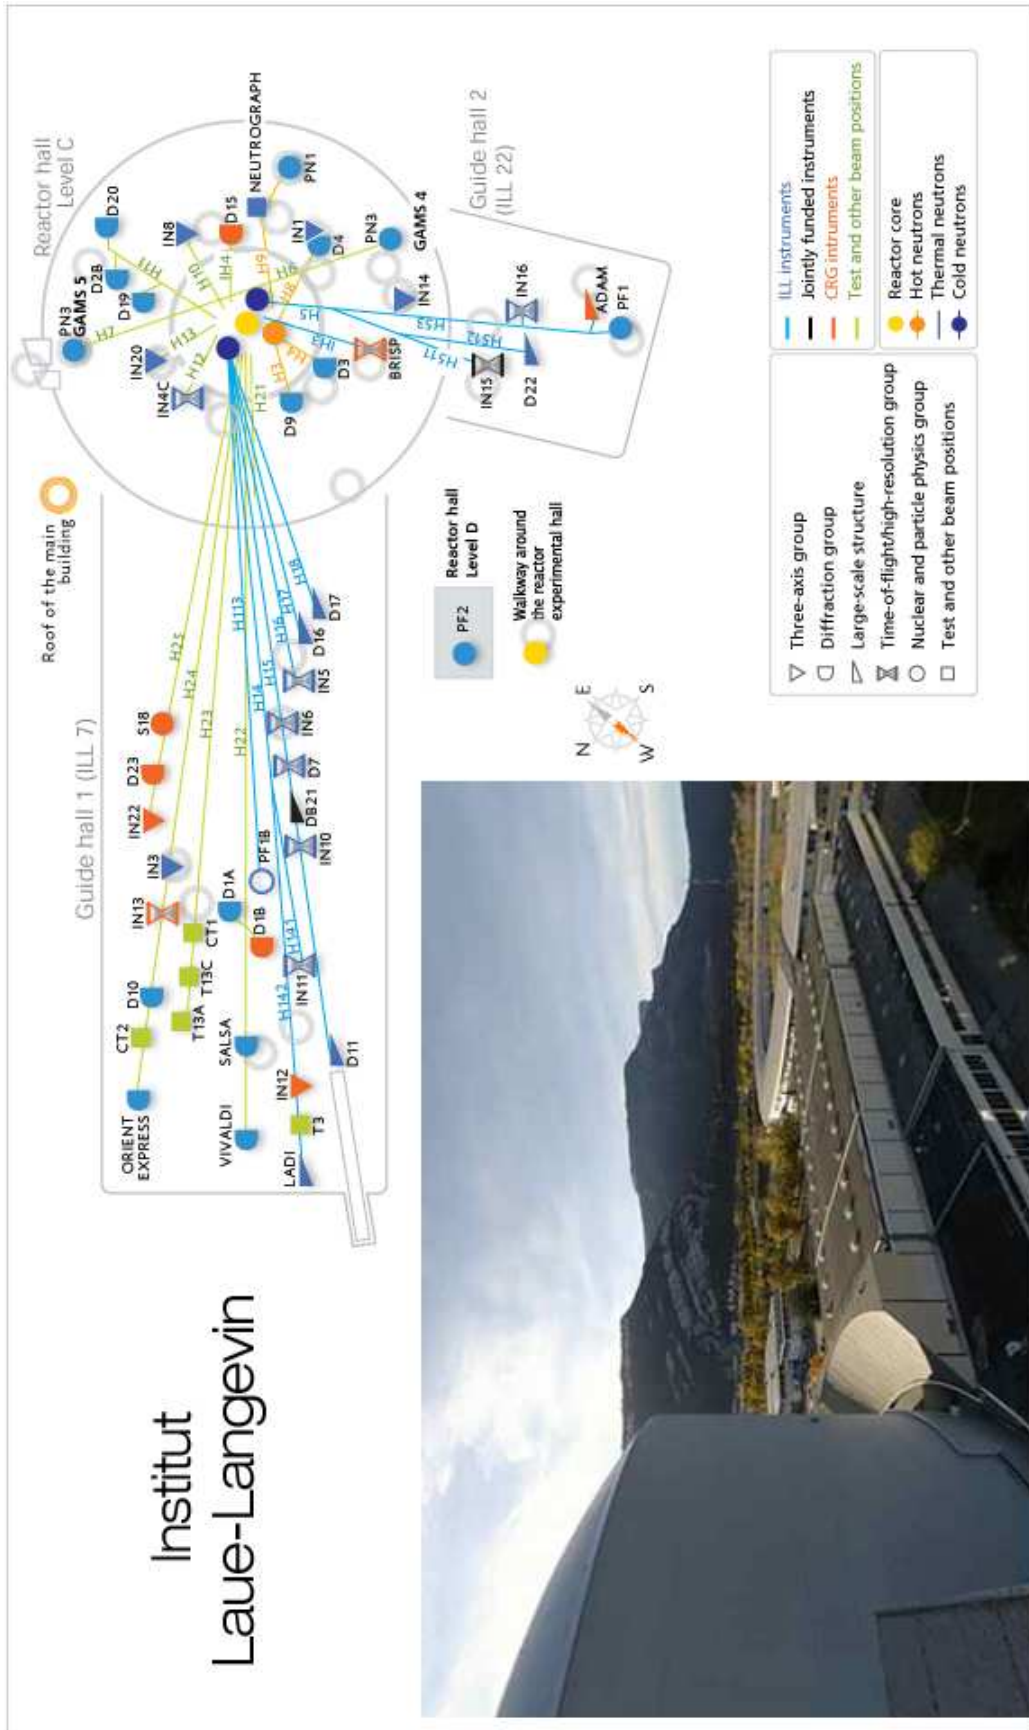 Institut
Laue-Langevin
Guide hall 1 (ILL 7)
Roof of the main
building
Reactor hall
Level C
Guide hall 2
(ILL 22)
ORIENT
EXPRESS
CT2
D10
IN13
IN3
IN22
D23
S18
T13A
T13C
CT1
VIVALDI
SALSA
D1A
D1B
PF1B
LADI
T3
IN12
D11
IN11
IN10
DB21
D7
IN6
IN5
D16
D17
H25
H24
H23
H22
H113
H14
H15
H16
H17
H18
H141
H142
PN3
GAMS 5
D19
D2B
D20
IN8
D15
NEUTROGRAPH
PN1
IN1
D4
PN3
GAMS 4
IN20
IN4C
D9
D3
BRISP
IN14
H7
H13
H12
H11
H10
IH4
H9
H8
H6
H21
H3
H4
IH3
H5
H53
H512
H511
IN15
D22
IN16
ADAM
PF1
PF2
Reactor hall
Level D
Walkway around
the reactor
experimental hall
N
E
S
W
Three-axis group
Diffraction group
Large-scale structure
Time-of-flight/high-resolution group
Nuclear and particle physics group
Test and other beam positions
ILL instruments
Jointly funded instruments
CRG intruments
Test and other beam positions
Reactor core
Hot neutrons
Thermal neutrons
Cold neutrons